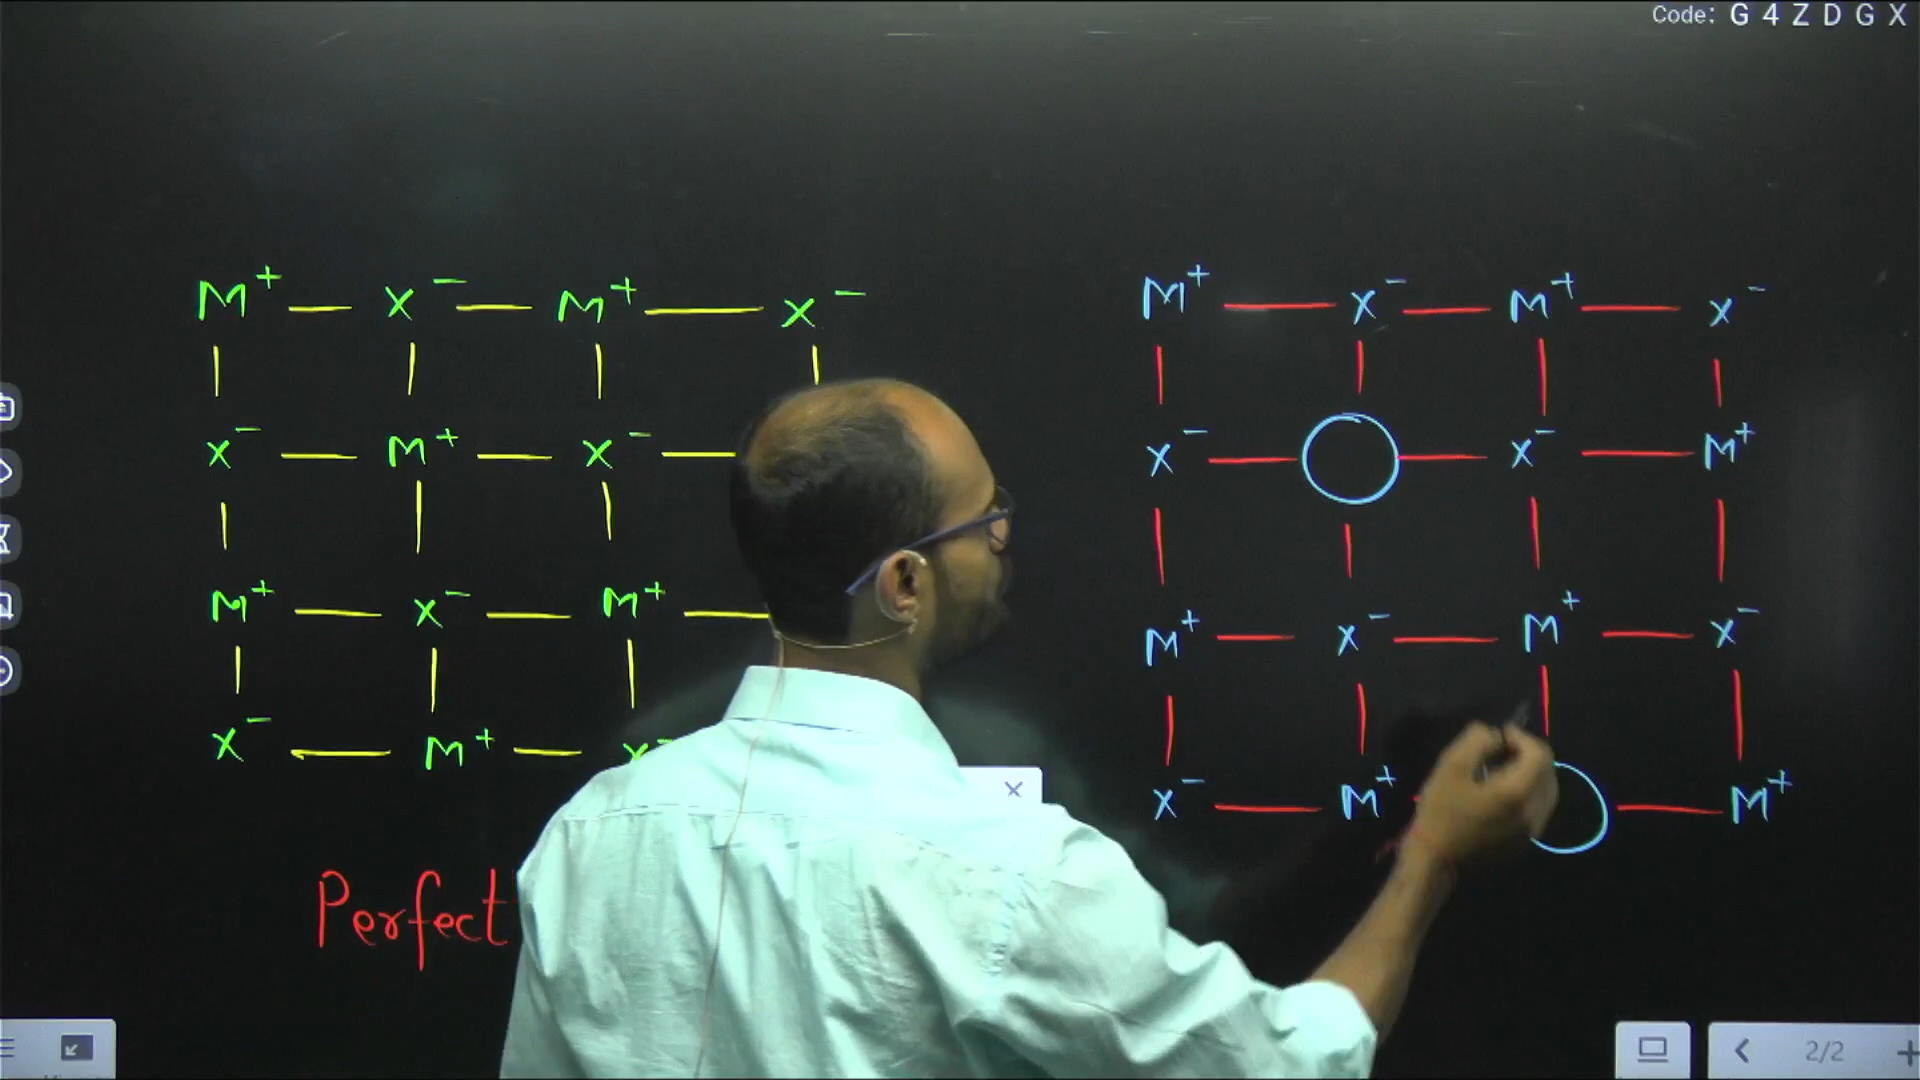 Code: G 4 Z D G X
M⁺ — X⁻ — M⁺ — X⁻
X⁻ — M⁺ — X⁻ —
M⁺ — X⁻ — M⁺ —
X⁻ — M⁺ — X⁻
Perfect
M⁺ — X⁻ — M⁺ — X⁻
X⁻ — ◯ — X⁻ — M⁺
M⁺ — X⁻ — M⁺ — X⁻
X⁻ — M⁺ ◯ — M⁺
2/2